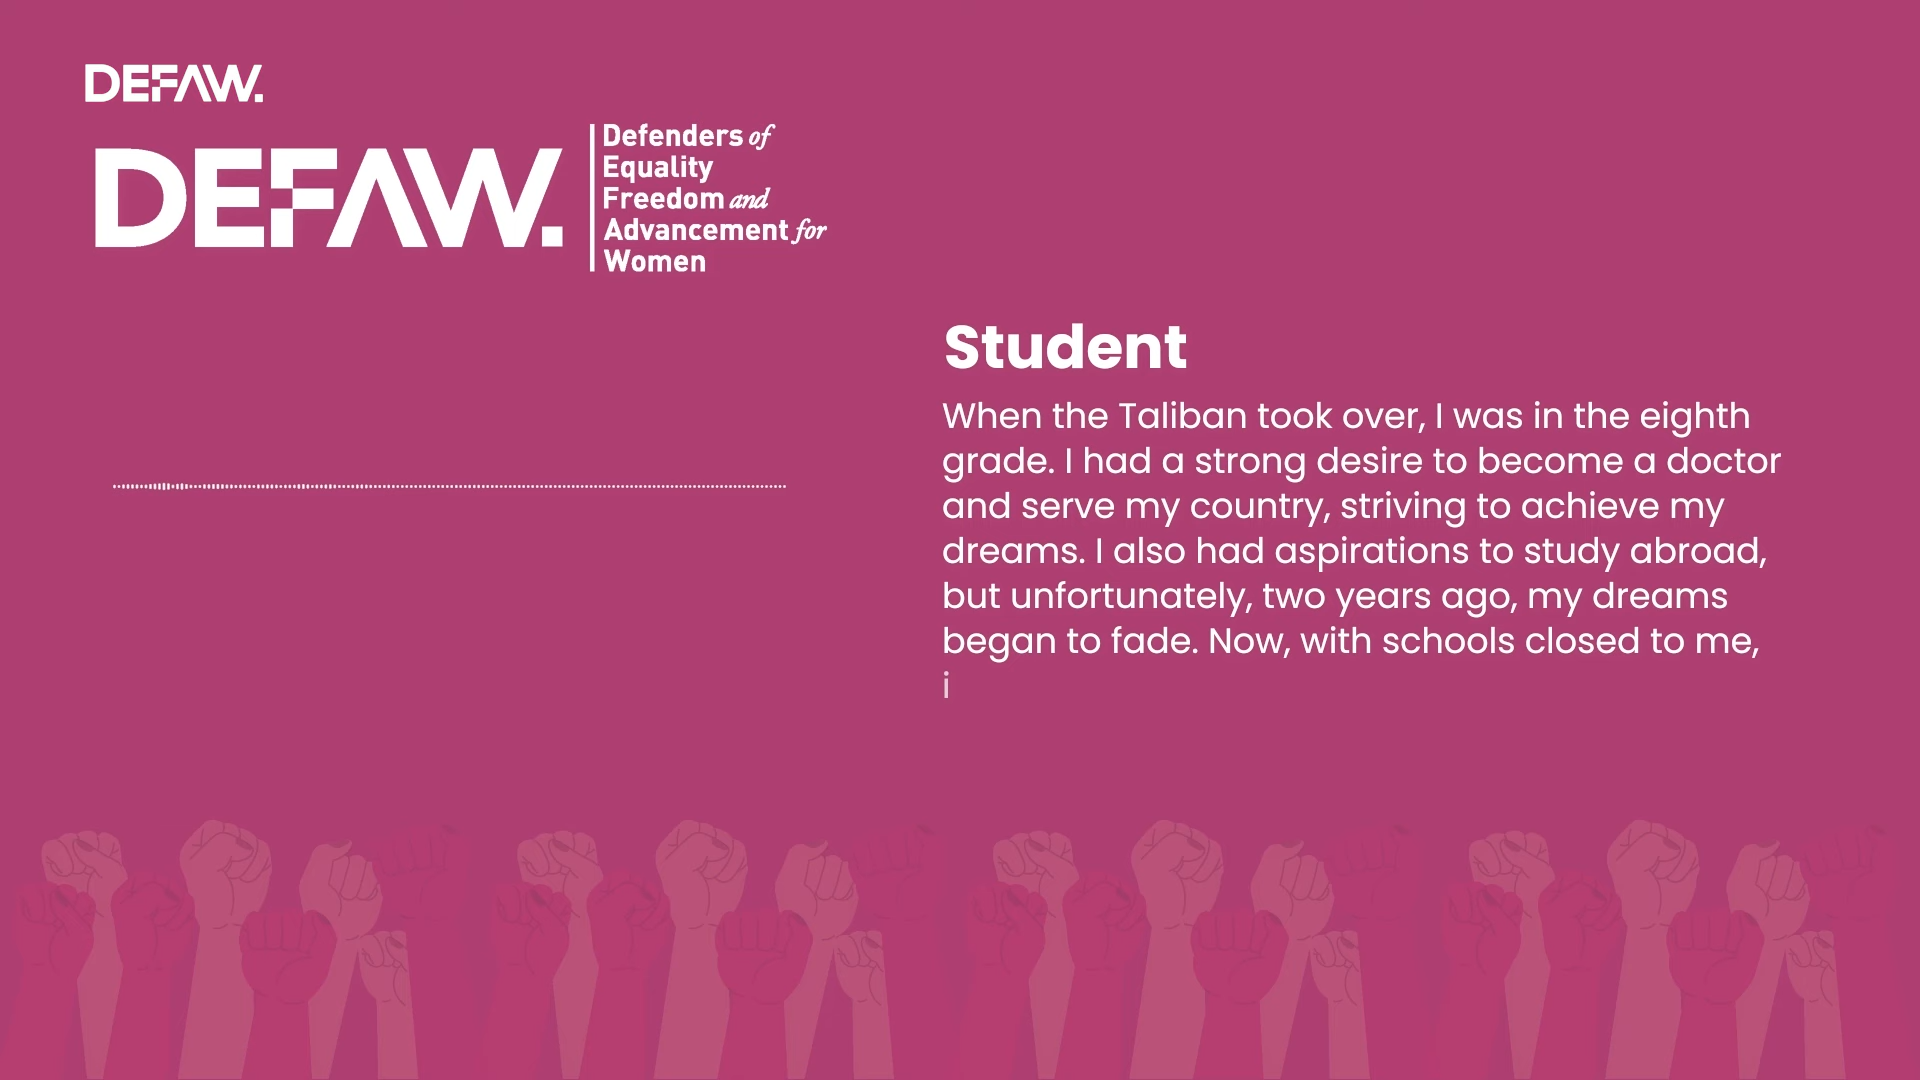 DEFAW.
DEFAW.
Defenders of
Equality
Freedom and
Advancement for
Women
Student
When the Taliban took over, I was in the eighth
grade. I had a strong desire to become a doctor
and serve my country, striving to achieve my
dreams. I also had aspirations to study abroad,
but unfortunately, two years ago, my dreams
began to fade. Now, with schools closed to me,
i